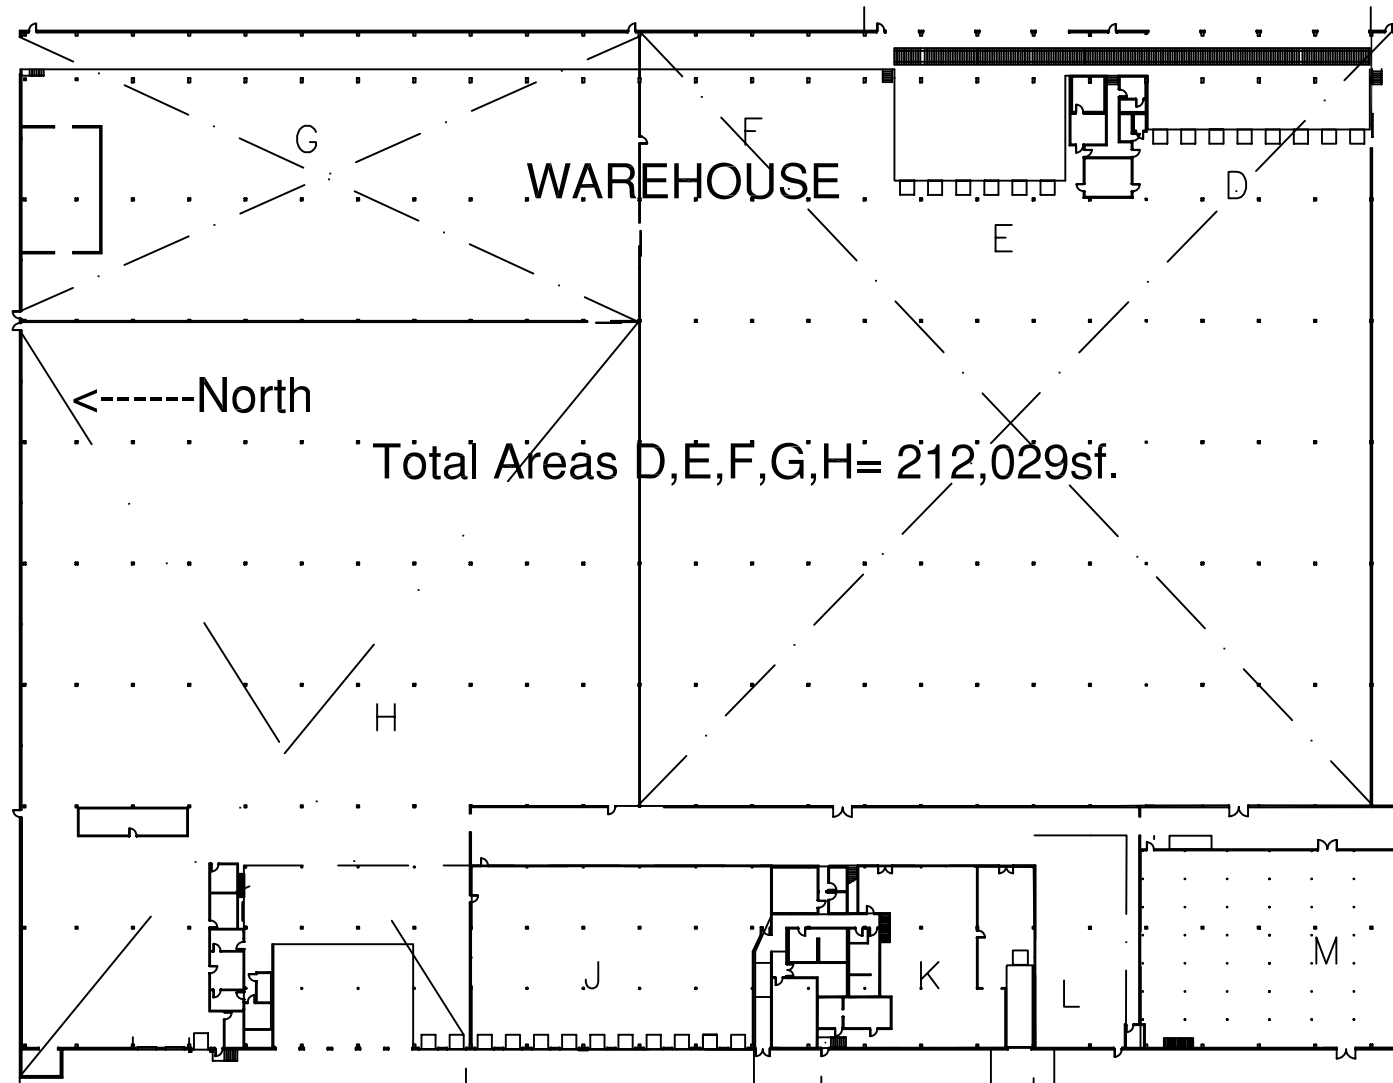 G
F
WAREHOUSE
D
E
<------North
Total Areas D,E,F,G,H= 212,029sf.
H
J
K
L
M